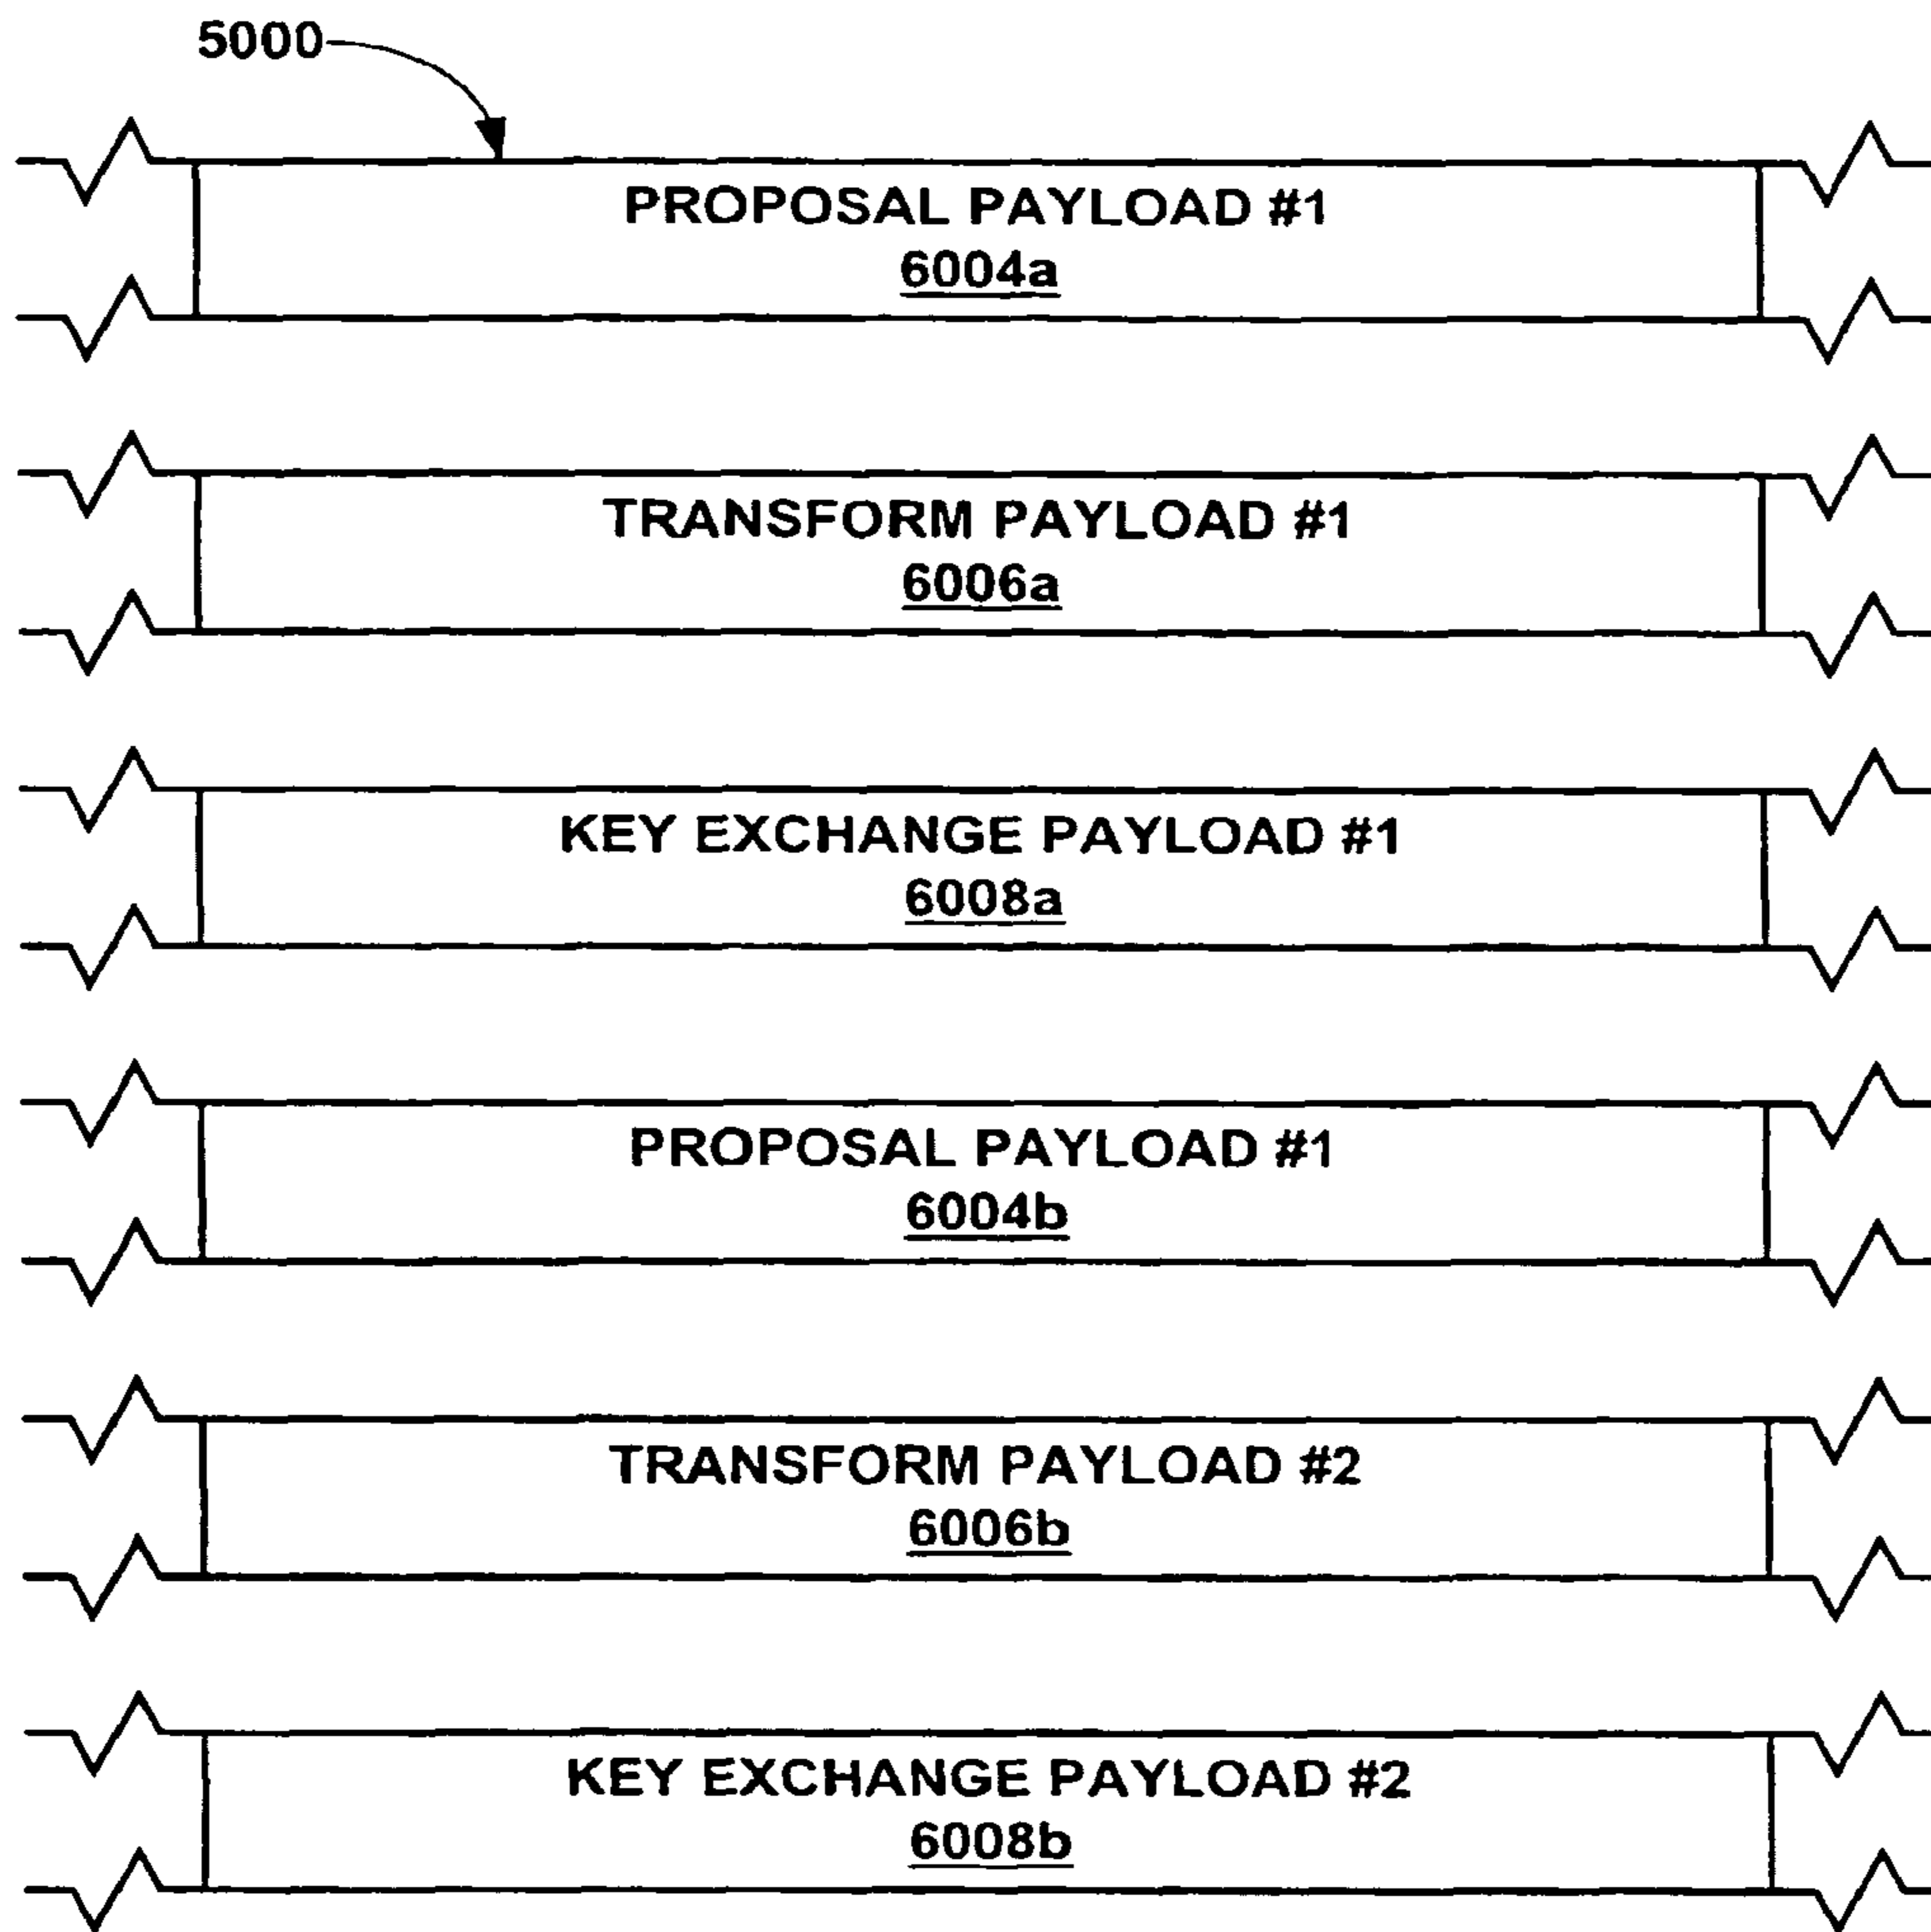 5000
PROPOSAL PAYLOAD #1
6004a
TRANSFORM PAYLOAD #1
6006a
KEY EXCHANGE PAYLOAD #1
6008a
PROPOSAL PAYLOAD #1
6004b
TRANSFORM PAYLOAD #2
6006b
KEY EXCHANGE PAYLOAD #2
6008b